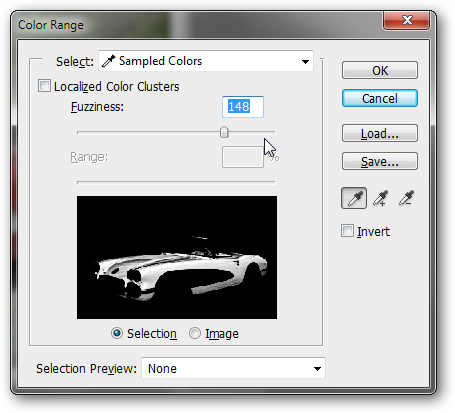 Color Range
Select: Sampled Colors
OK
Localized Color Clusters
Cancel
Fuzziness: 148
Load...
Range: %
Save...
Invert
Selection Image
Selection Preview: None